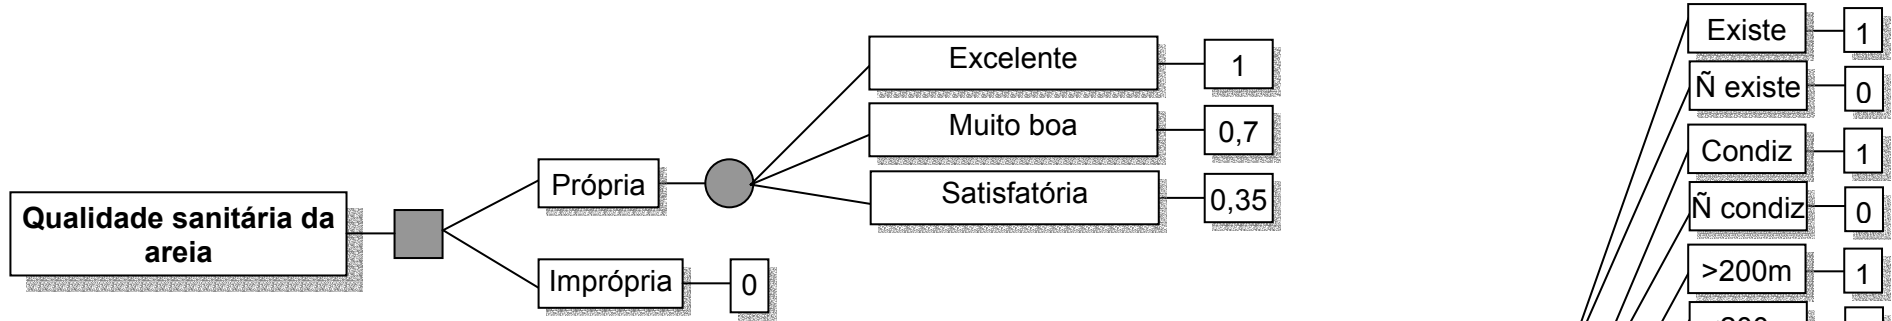 Qualidade sanitária da
areia
Própria
Imprópria
0
Excelente
1
Muito boa
0,7
Satisfatória
0,35
Existe
1
Ñ existe
0
Condiz
1
Ñ condiz
0
>200m
1